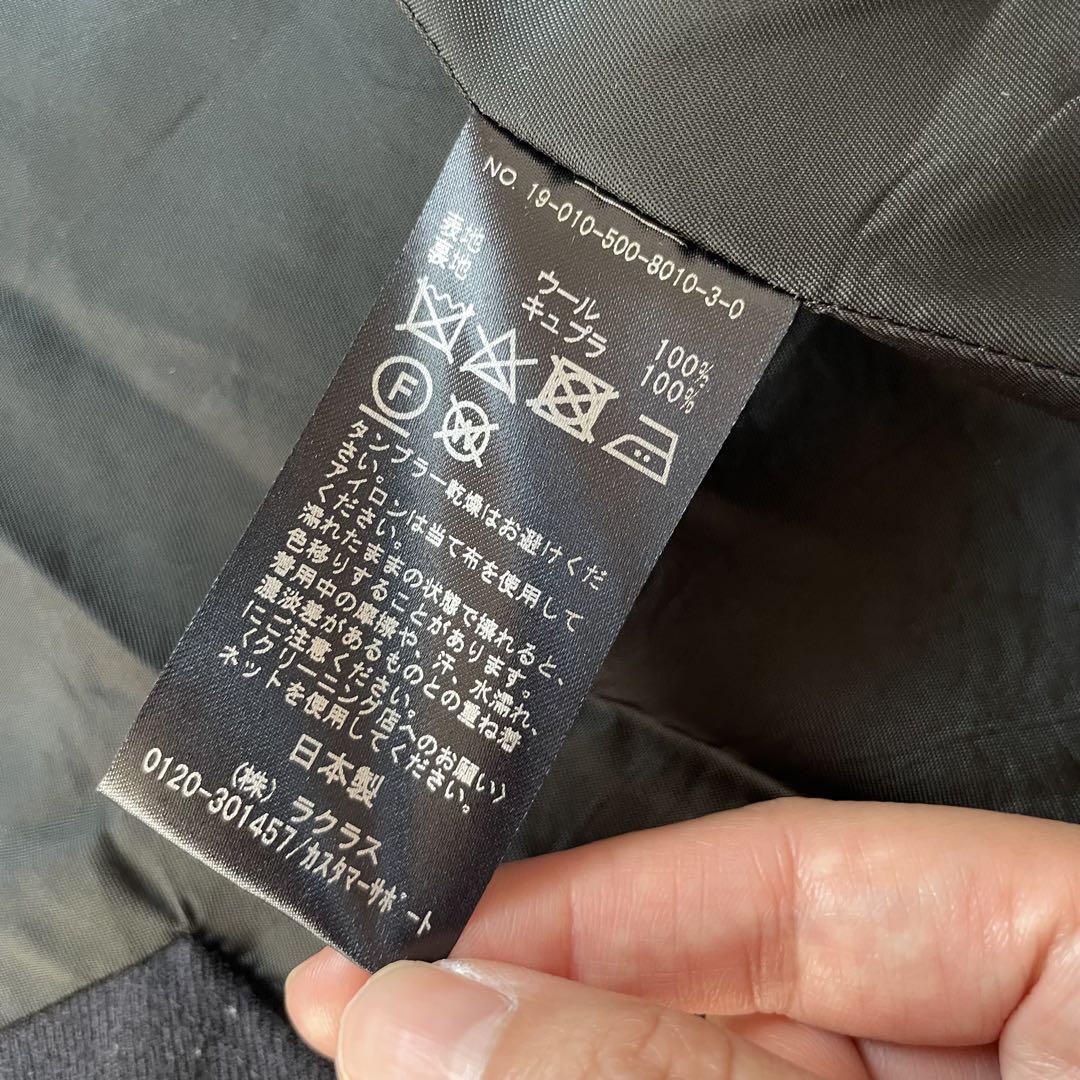 NO. 19-010-500-8010-3-0
表地 ウール 100%
裏地 キュプラ 100%
F
W
タンブラー乾燥はお避けくだ
さい。
アイロンは当て布を使用して
ください。
濡れたままの状態で擦れると、
色移りすることがあります。
着用中の摩擦や、汗、水濡れ、
濃淡差があるものとの重ね着
にご注意ください。
くクリーニング店へのお願い〉
ネットを使用してください。
日本製
(株) ラクラス
0120-301457/カスタマーサポート